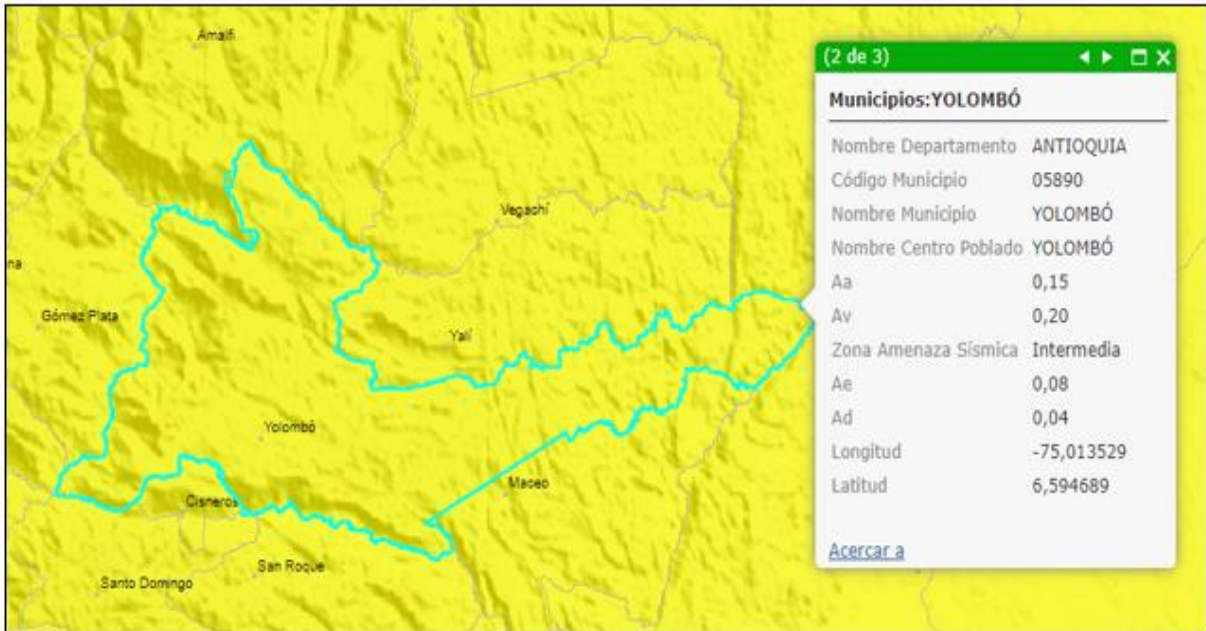 Amalfi
Vegachí
na
Gómez Plata
Yalí
Yolombó
Maceo
Cisneros
San Roque
Santo Domingo
(2 de 3)
Municipios:YOLOMBÓ
Nombre Departamento ANTIOQUIA
Código Municipio 05890
Nombre Municipio YOLOMBÓ
Nombre Centro Poblado YOLOMBÓ
Aa 0,15
Av 0,20
Zona Amenaza Sísmica Intermedia
Ae 0,08
Ad 0,04
Longitud -75,013529
Latitud 6,594689
Acercar a